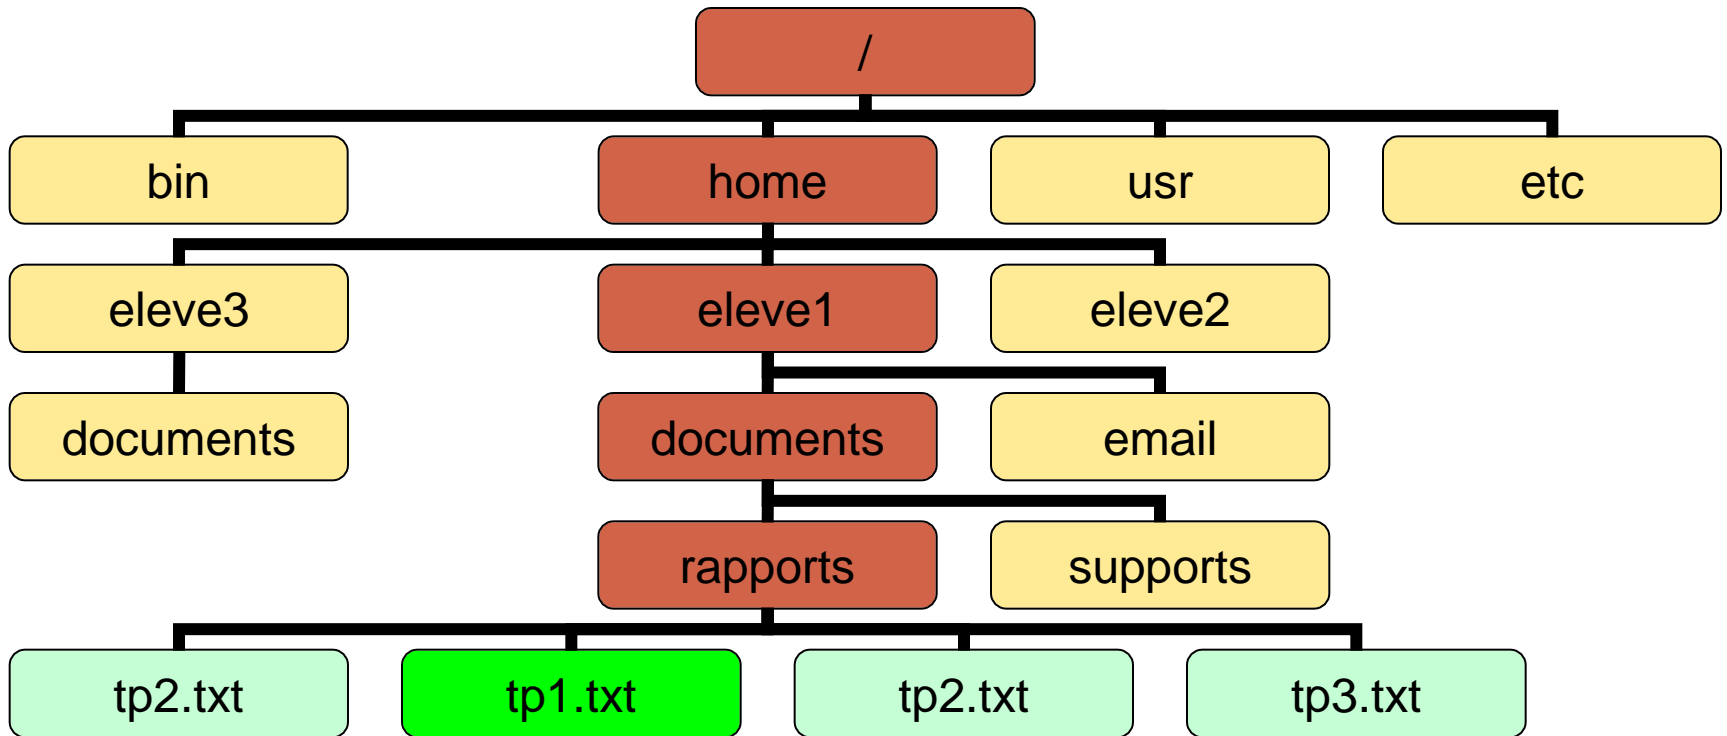 /
bin
home
usr
etc
eleve3
eleve1
eleve2
documents
documents
email
rapports
supports
tp2.txt
tp1.txt
tp2.txt
tp3.txt